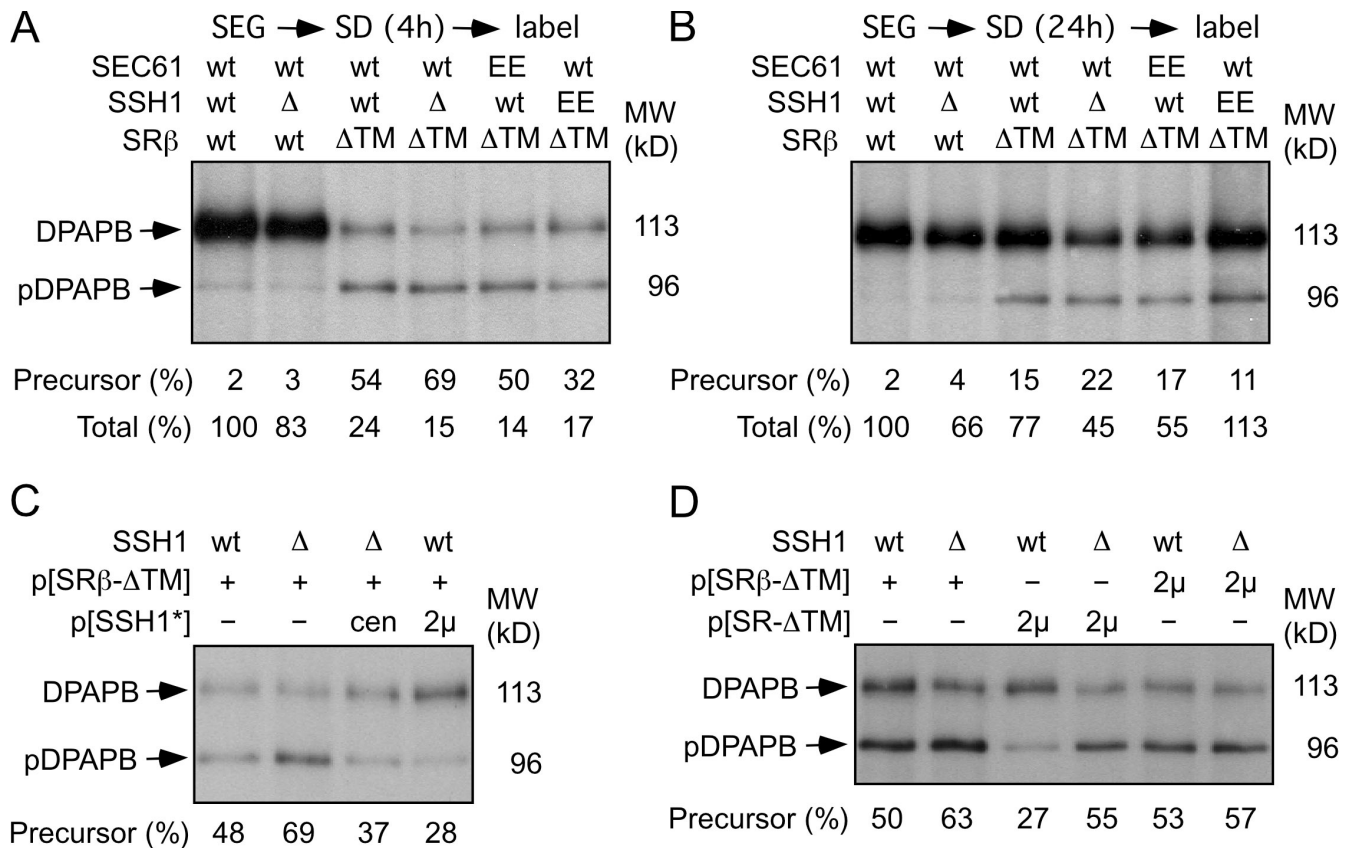 A
SEG → SD (4h) → label
SEC61 wt wt wt wt EE wt
SSH1 wt Δ wt Δ wt EE
SRβ wt wt ΔTM ΔTM ΔTM ΔTM
MW
(kD)
DPAPB 113
pDPAPB 96
Precursor (%) 2 3 54 69 50 32
Total (%) 100 83 24 15 14 17
B
SEG → SD (24h) → label
SEC61 wt wt wt wt EE wt
SSH1 wt Δ wt Δ wt EE
SRβ wt wt ΔTM ΔTM ΔTM ΔTM
MW
(kD)
113
96
Precursor (%) 2 4 15 22 17 11
Total (%) 100 66 77 45 55 113
C
SSH1 wt Δ Δ wt
p[SRβ-ΔTM] + + + +
p[SSH1*] – – cen 2μ
MW
(kD)
DPAPB 113
pDPAPB 96
Precursor (%) 48 69 37 28
D
SSH1 wt Δ wt Δ wt Δ
p[SRβ-ΔTM] + + – – 2μ 2μ
p[SR-ΔTM] – – 2μ 2μ – –
MW
(kD)
DPAPB 113
pDPAPB 96
Precursor (%) 50 63 27 55 53 57